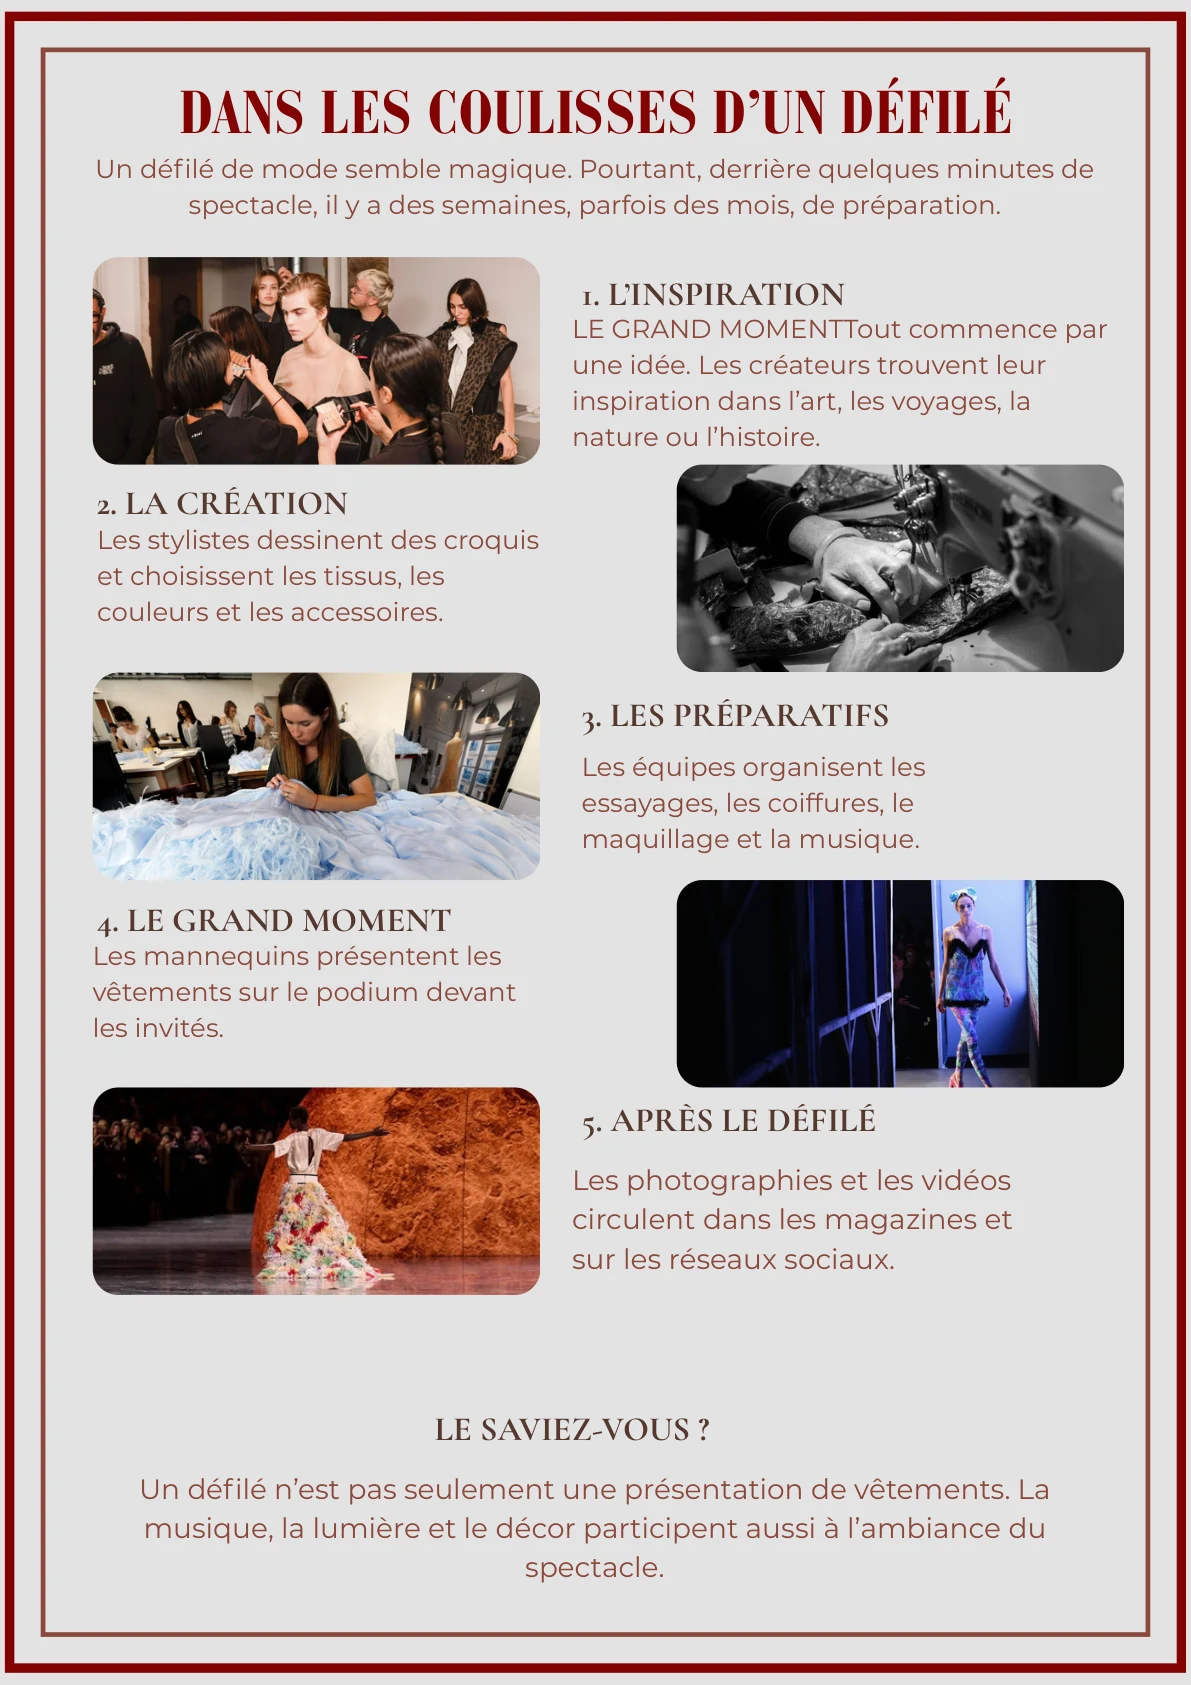 DANS LES COULISSES D’UN DÉFILÉ
Un défilé de mode semble magique. Pourtant, derrière quelques minutes de
spectacle, il y a des semaines, parfois des mois, de préparation.
1. L’INSPIRATION
LE GRAND MOMENTTout commence par
une idée. Les créateurs trouvent leur
inspiration dans l’art, les voyages, la
nature ou l’histoire.
2. LA CRÉATION
Les stylistes dessinent des croquis
et choisissent les tissus, les
couleurs et les accessoires.
3. LES PRÉPARATIFS
Les équipes organisent les
essayages, les coiffures, le
maquillage et la musique.
4. LE GRAND MOMENT
Les mannequins présentent les
vêtements sur le podium devant
les invités.
5. APRÈS LE DÉFILÉ
Les photographies et les vidéos
circulent dans les magazines et
sur les réseaux sociaux.
LE SAVIEZ-VOUS ?
Un défilé n’est pas seulement une présentation de vêtements. La
musique, la lumière et le décor participent aussi à l’ambiance du
spectacle.